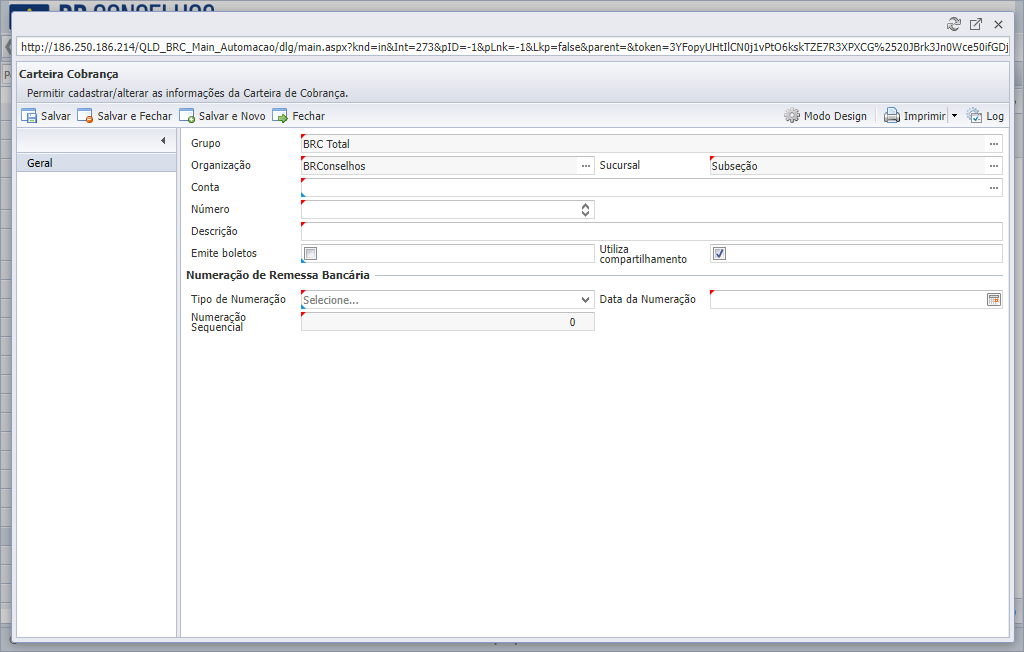 BR CONSELHOS
http://186.250.186.214/QLD_BRC_Main_Automacao/dlg/main.aspx?knd=in&Int=273&pID=-1&pLnk=-1&Lkp=false&parent=&token=3YFopyUHtIlCN0j1vPtO6kskTZE7R3XPXCG%2520JBrk3Jn0Wce50ifGDj
Carteira Cobrança
Permitir cadastrar/alterar as informações da Carteira de Cobrança.
Salvar Salvar e Fechar Salvar e Novo Fechar Modo Design Imprimir Log
Geral
Grupo BRC Total ...
Organização BRConselhos ... Sucursal Subseção ...
Conta ...
Número
Descrição
Emite boletos Utiliza compartilhamento
Numeração de Remessa Bancária
Tipo de Numeração Selecione... Data da Numeração
Numeração Sequencial 0